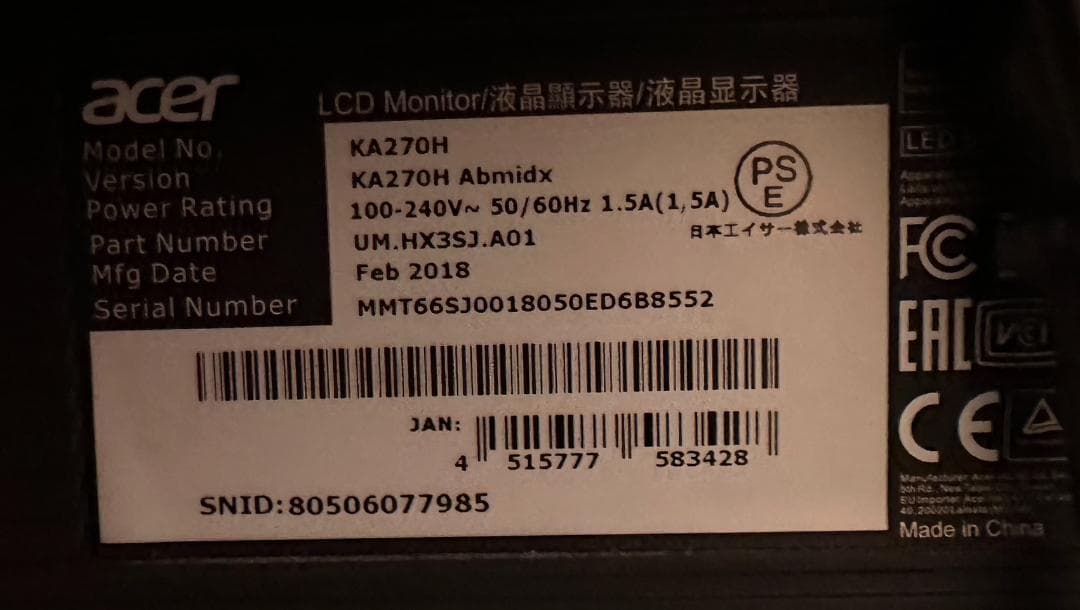 acer
LCD Monitor/液晶顯示器/液晶显示器
Model No.
KA270H
Version
KA270H Abmidx
Power Rating
100-240V~ 50/60Hz 1.5A(1,5A)
Part Number
UM.HX3SJ.A01
Mfg Date
Feb 2018
Serial Number
MMT66SJ0018050ED6B8552
PS
E
日本エイサー株式会社
JAN:
4 515777 583428
SNID:80506077985
LED
FC
EAC
VCCI
CE
Made in China